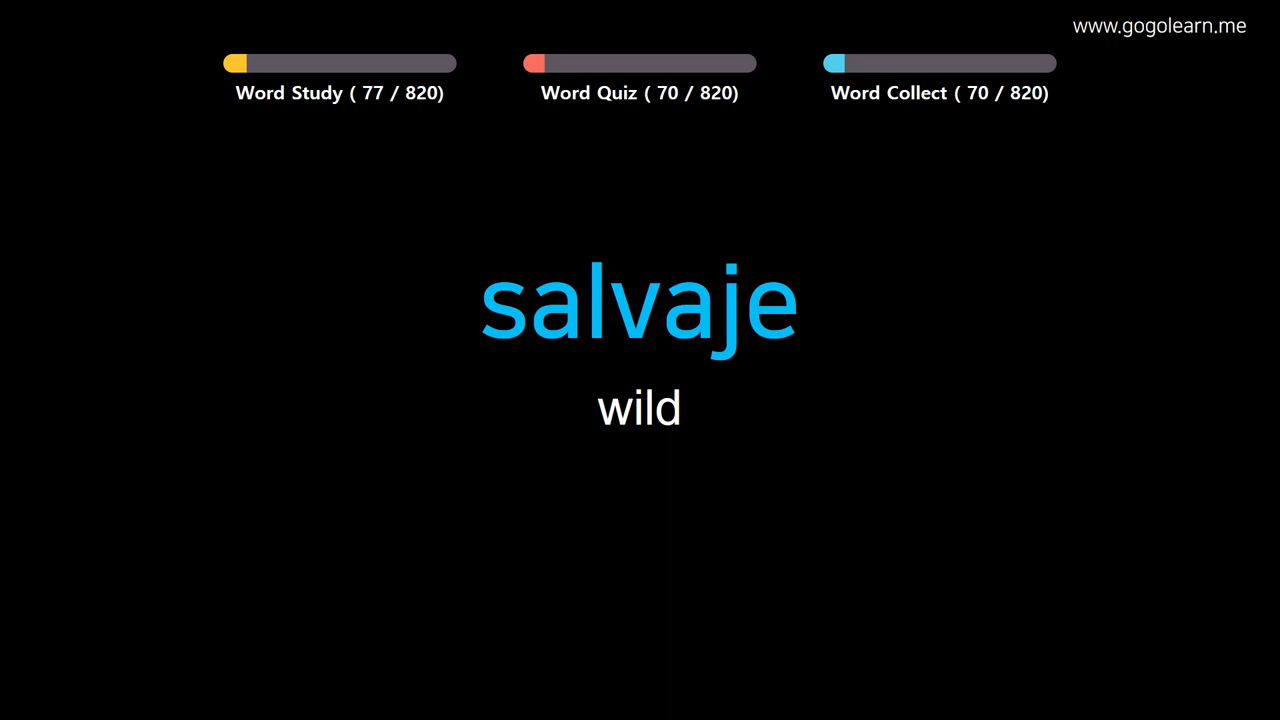 www.gogolearn.me
Word Study ( 77 / 820)
Word Quiz ( 70 / 820)
Word Collect ( 70 / 820)
salvaje
wild